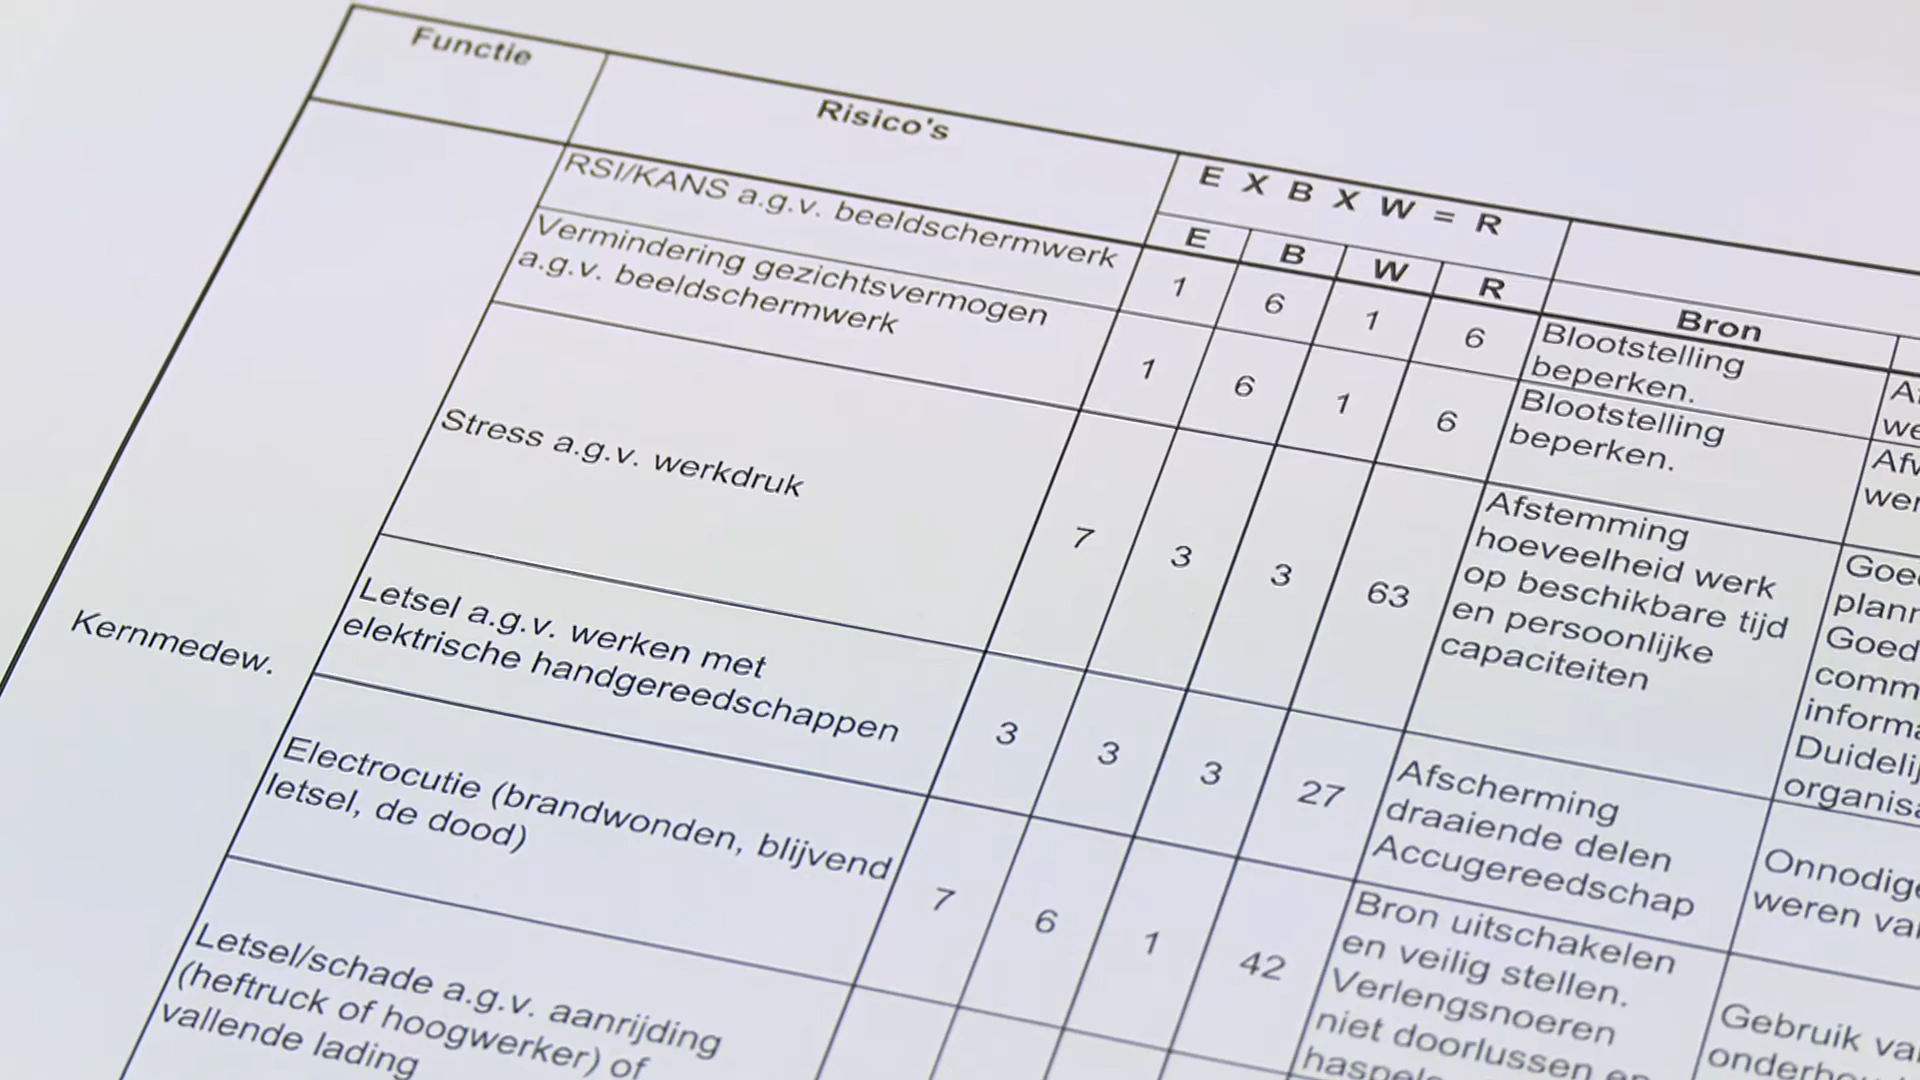 Functie
Risico's
E X B X W = R
E B W R
Bron
RSI/KANS a.g.v. beeldschermwerk
1 6 1 6
Blootstelling
beperken.
Vermindering gezichtsvermogen
a.g.v. beeldschermwerk
1 6 1 6
Blootstelling
beperken.
Stress a.g.v. werkdruk
7 3 3 63
Afstemming
hoeveelheid werk
op beschikbare tijd
en persoonlijke
capaciteiten
Kernmedew.
Letsel a.g.v. werken met
elektrische handgereedschappen
3 3 3 27
Afscherming
draaiende delen
Accugereedschap
Electrocutie (brandwonden, blijvend
letsel, de dood)
7 6 1 42
Bron uitschakelen
en veilig stellen.
Verlengsnoeren
niet doorlussen
Gebruik
Letsel/schade a.g.v. aanrijding
(heftruck of hoogwerker) of
vallende lading
weren